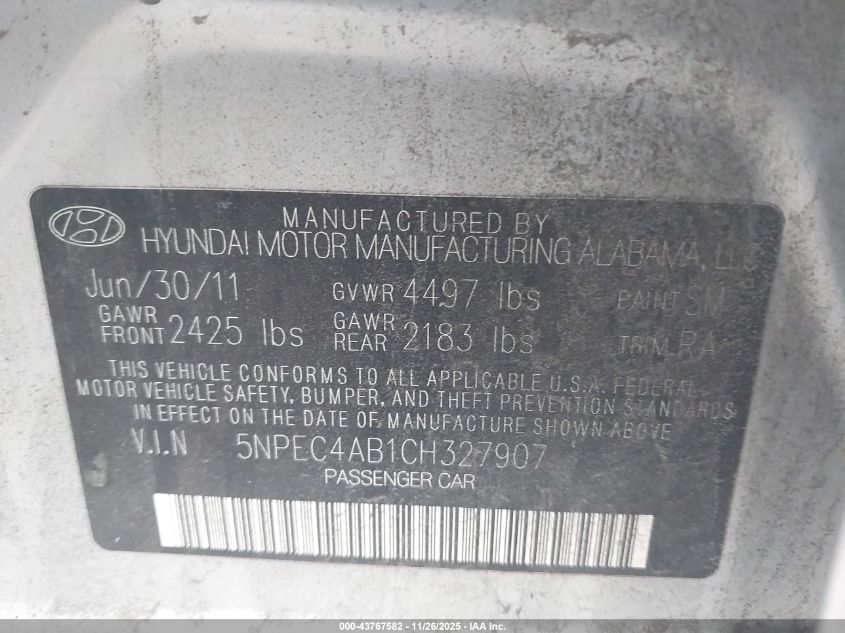 MANUFACTURED BY
HYUNDAI MOTOR MANUFACTURING ALABAMA, LLC
Jun/30/11 GVWR 4497 lbs PAINT SM
GAWR FRONT 2425 lbs GAWR REAR 2183 lbs TRIM RA
THIS VEHICLE CONFORMS TO ALL APPLICABLE U.S.A. FEDERAL
MOTOR VEHICLE SAFETY, BUMPER, AND THEFT PREVENTION STANDARDS
IN EFFECT ON THE DATE OF MANUFACTURE SHOWN ABOVE
V.I.N 5NPEC4AB1CH327907
PASSENGER CAR
000-43767582 - 11/26/2025 - IAA Inc.